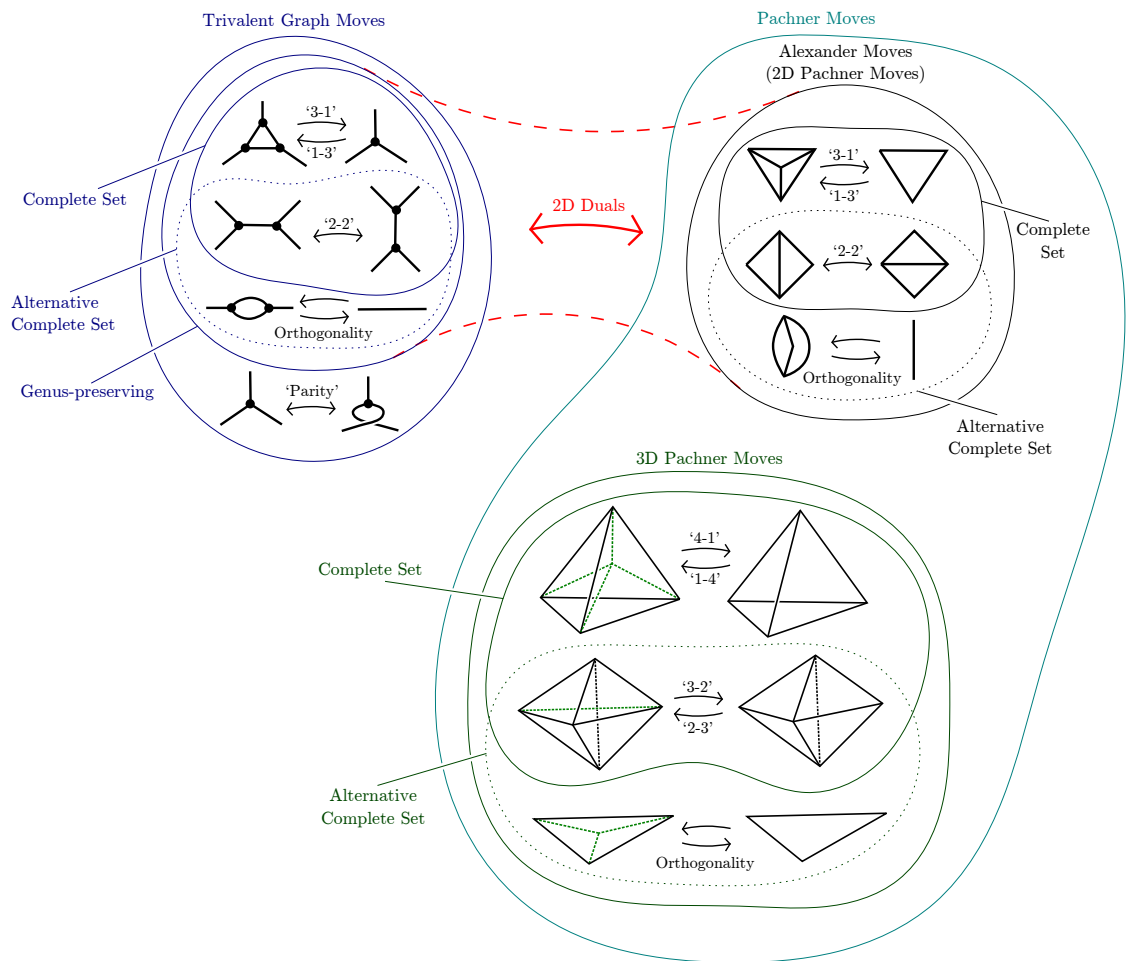 Trivalent Graph Moves
‘3-1’
‘1-3’
Complete Set
‘2-2’
Alternative
Complete Set
Orthogonality
Genus-preserving
‘Parity’
2D Duals
Pachner Moves
Alexander Moves
(2D Pachner Moves)
‘3-1’
‘1-3’
Complete
Set
‘2-2’
Orthogonality
Alternative
Complete Set
3D Pachner Moves
‘4-1’
‘1-4’
Complete Set
‘3-2’
‘2-3’
Alternative
Complete Set
Orthogonality